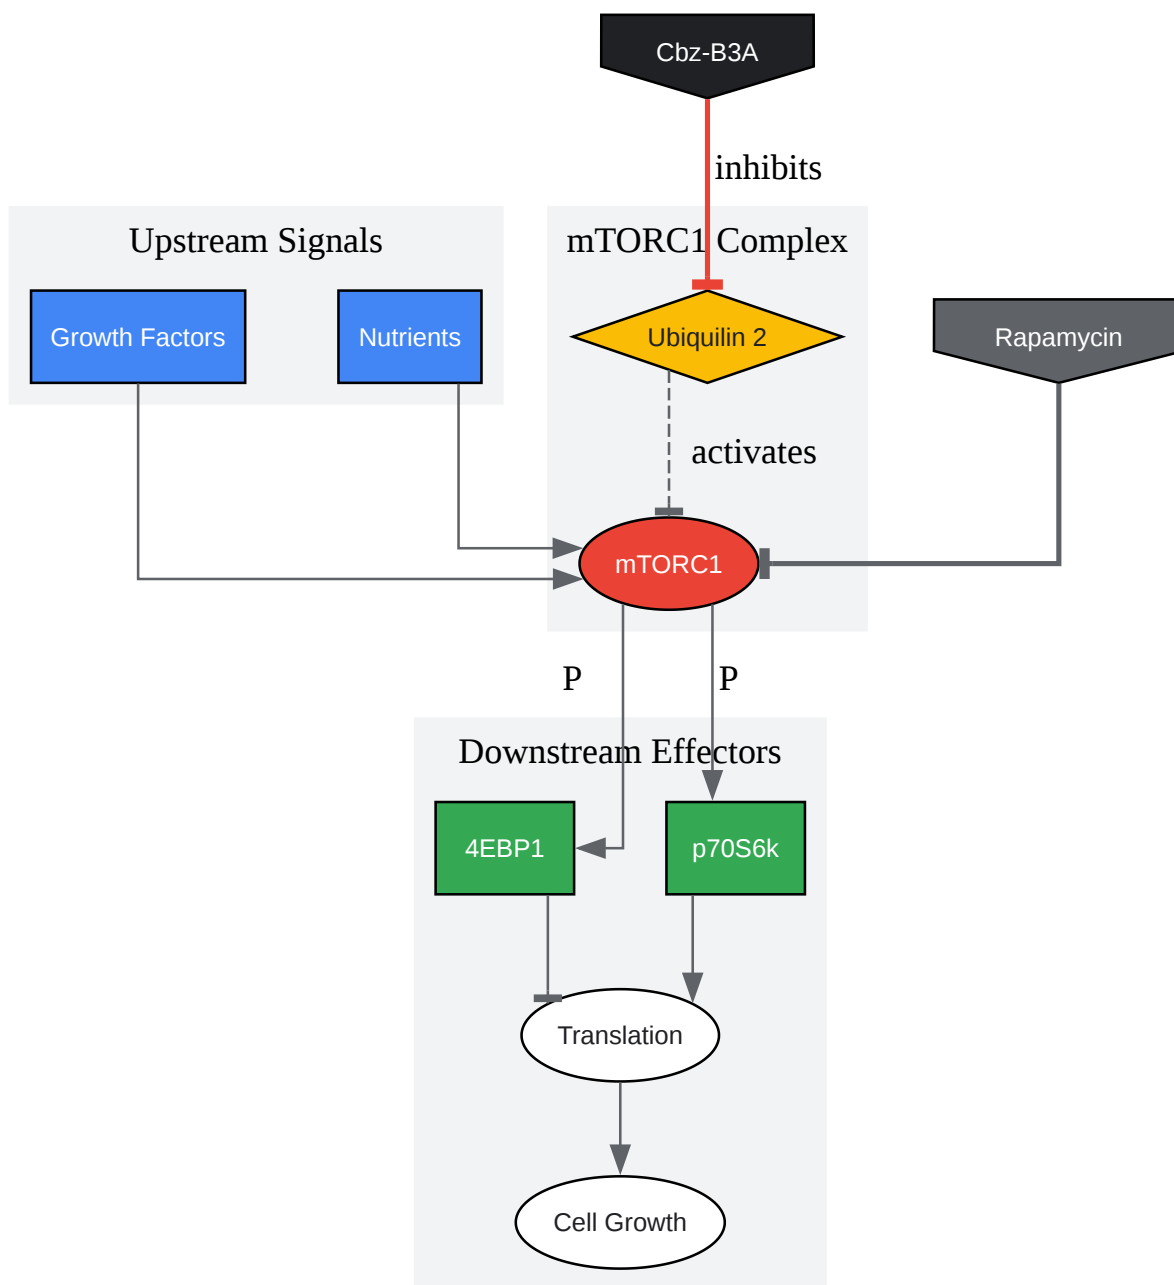 Cbz-B3A
inhibits
Upstream Signals
mTORC1 Complex
Growth Factors
Nutrients
Ubiquilin 2
Rapamycin
activates
mTORC1
P
P
Downstream Effectors
4EBP1
p70S6k
Translation
Cell Growth